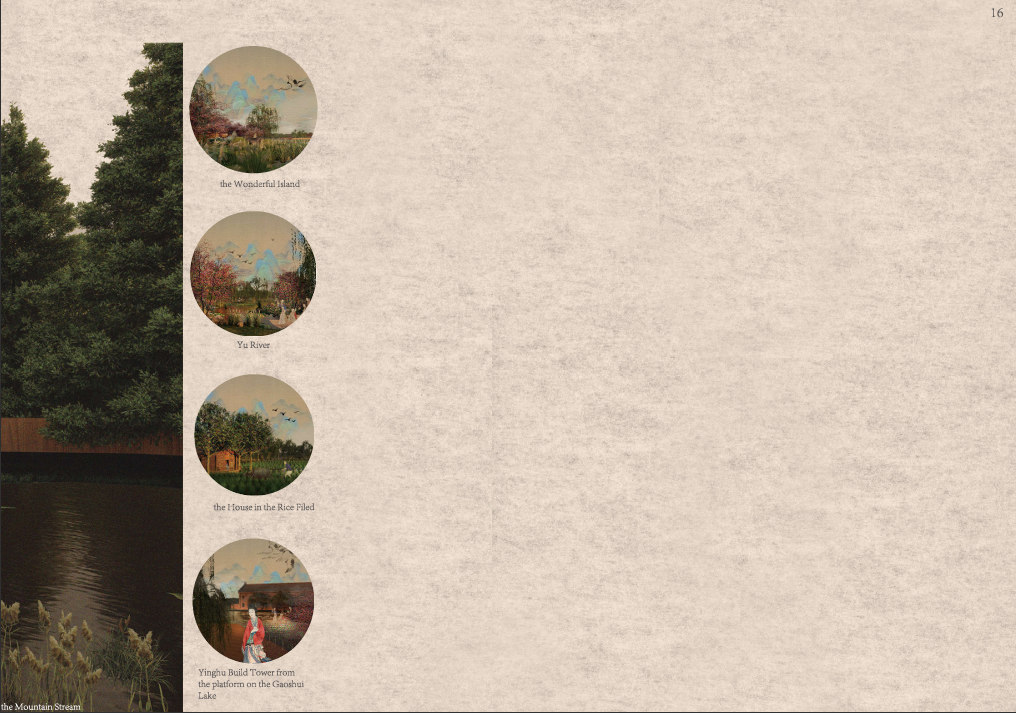 16
the Wonderful Island
Yu River
the House in the Rice Filed
Yinghu Build Tower from
the platform on the Gaoshui
Lake
the Mountain Stream